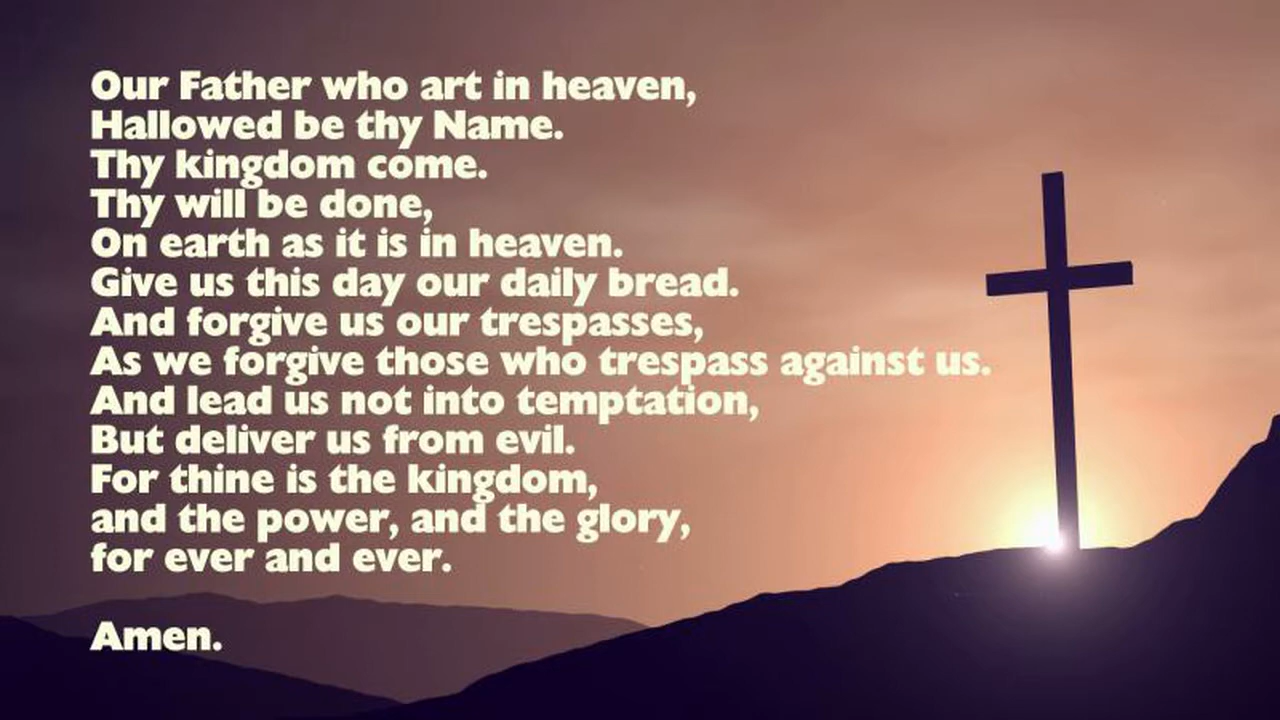 Our Father who art in heaven,
Hallowed be thy Name.
Thy kingdom come.
Thy will be done,
On earth as it is in heaven.
Give us this day our daily bread.
And forgive us our trespasses,
As we forgive those who trespass against us.
And lead us not into temptation,
But deliver us from evil.
For thine is the kingdom,
and the power, and the glory,
for ever and ever.
Amen.